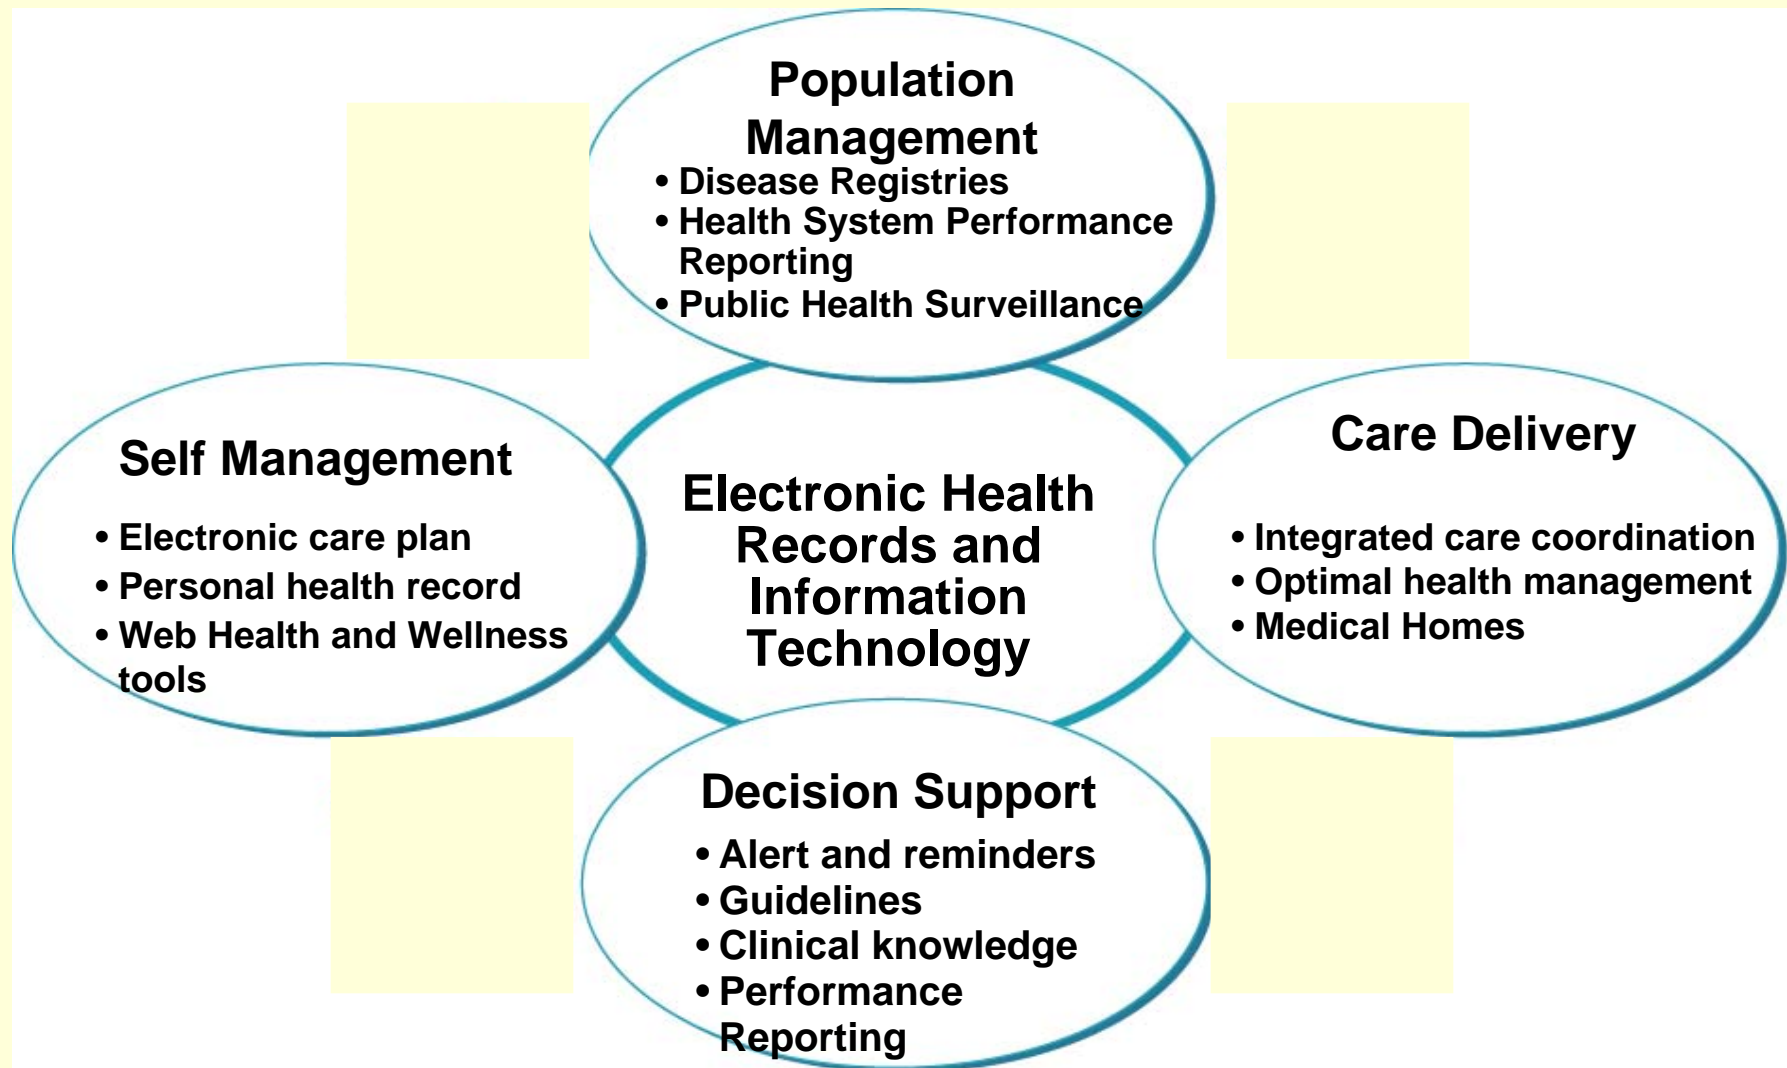 Population
Management
• Disease Registries
• Health System Performance
Reporting
• Public Health Surveillance
Self Management
• Electronic care plan
• Personal health record
• Web Health and Wellness
tools
Electronic Health
Records and
Information
Technology
Care Delivery
• Integrated care coordination
• Optimal health management
• Medical Homes
Decision Support
• Alert and reminders
• Guidelines
• Clinical knowledge
• Performance
Reporting